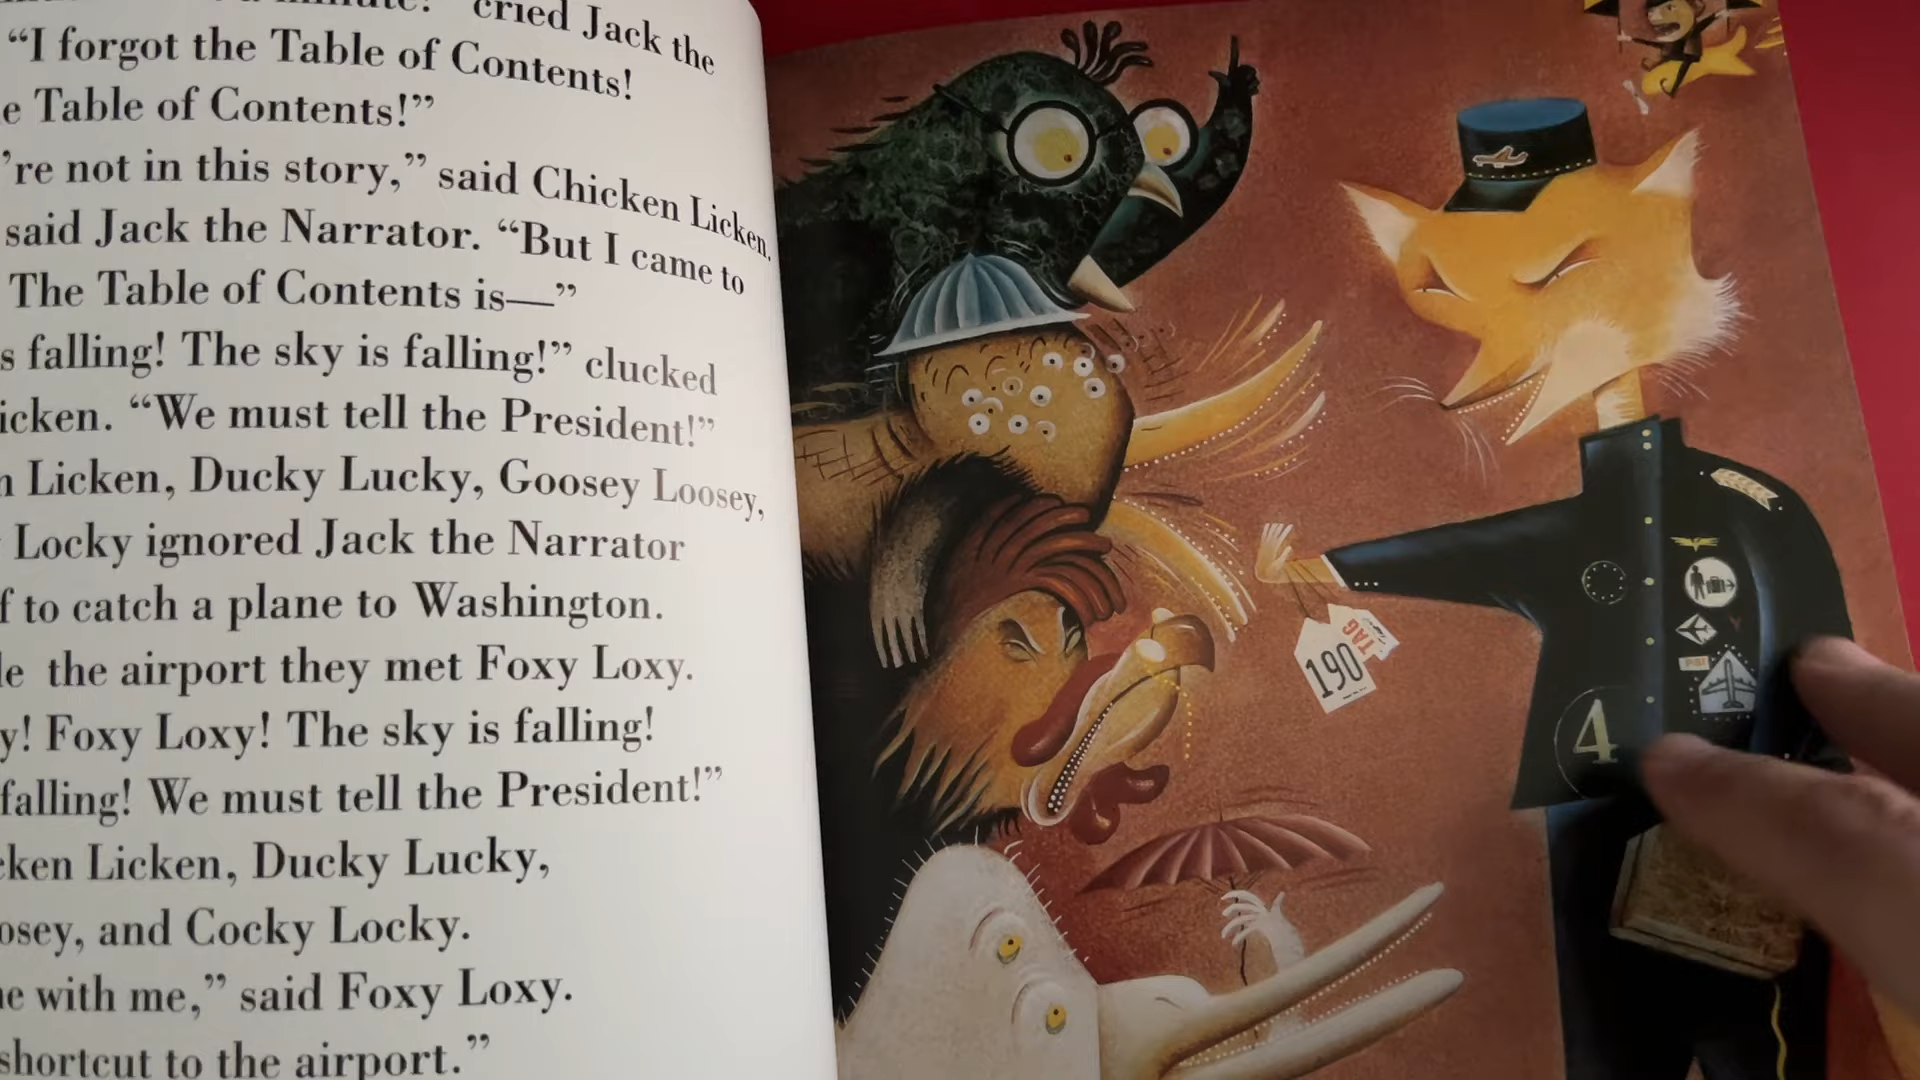 cried Jack the
“I forgot the Table of Contents!
e Table of Contents!”
’re not in this story,” said Chicken Licken.
said Jack the Narrator. “But I came to
The Table of Contents is—”
s falling! The sky is falling!” clucked
icken. “We must tell the President!”
n Licken, Ducky Lucky, Goosey Loosey,
Locky ignored Jack the Narrator
f to catch a plane to Washington.
le the airport they met Foxy Loxy.
y! Foxy Loxy! The sky is falling!
falling! We must tell the President!”
cken Licken, Ducky Lucky,
osey, and Cocky Locky.
e with me,” said Foxy Loxy.
shortcut to the airport.”
TAG
190
4